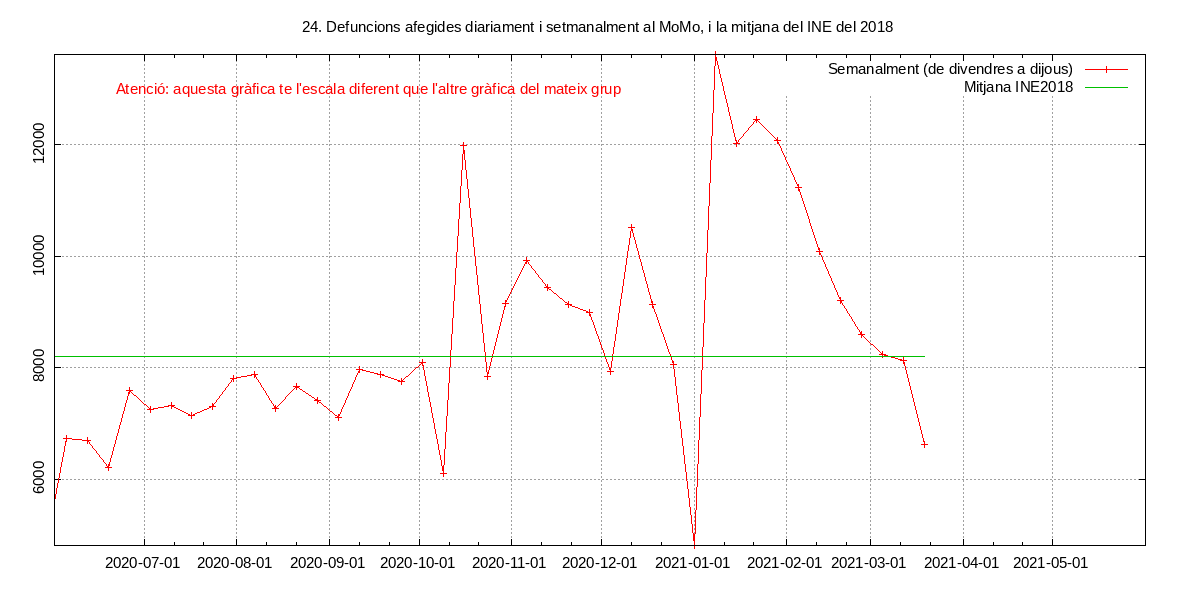 24. Defuncions afegides diariament i setmanalment al MoMo, i la mitjana del INE del 2018
Semanalment (de divendres a dijous)
Mitjana INE2018
Atenció: aquesta gràfica te l'escala diferent que l'altre gràfica del mateix grup
12000
10000
8000
6000
2020-07-01 2020-08-01 2020-09-01 2020-10-01 2020-11-01 2020-12-01 2021-01-01 2021-02-01 2021-03-01 2021-04-01 2021-05-01